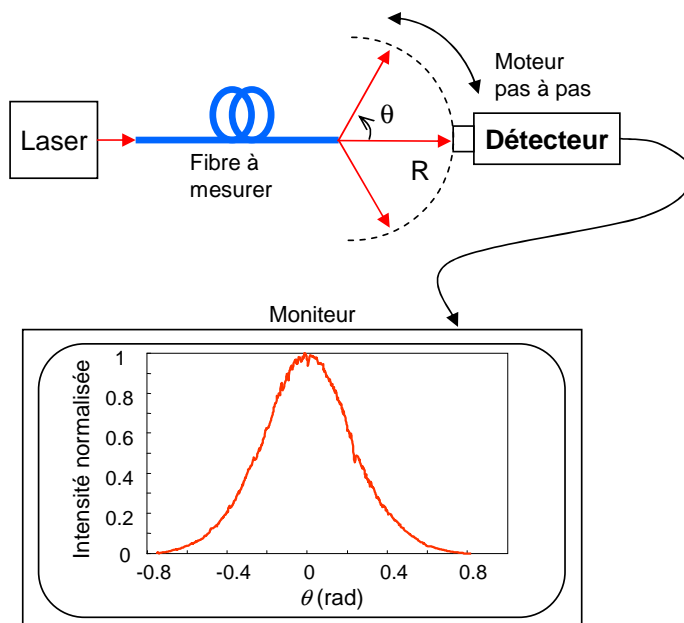 Moteur
pas à pas
θ
Laser
Détecteur
Fibre à
mesurer
R
Moniteur
Intensité normalisée
1
0.8
0.6
0.4
0.2
0
-0.8 -0.4 0 0.4 0.8
θ (rad)